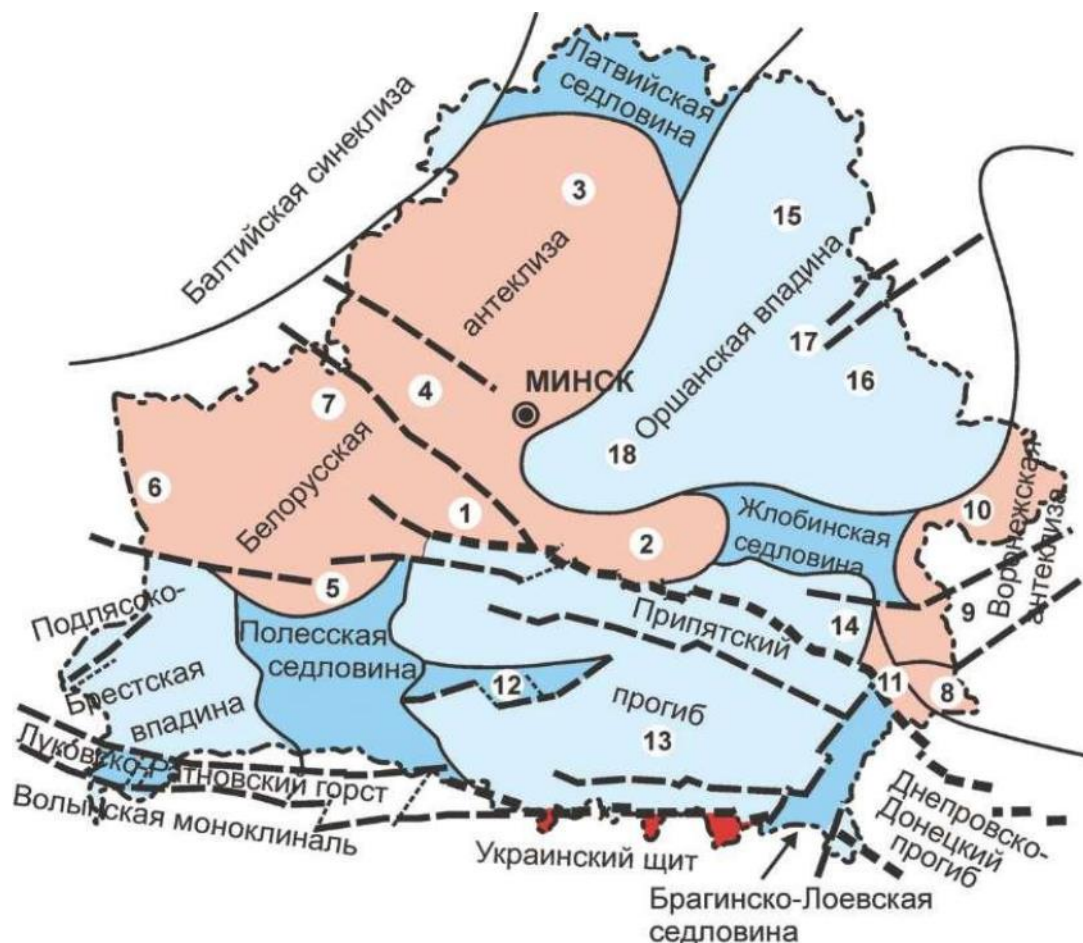 Латвийская
седловина
Балтийская синеклиза
3
15
антеклиза
Оршанская впадина
17
16
4
МИНСК
7
18
Белорусская
6
1
2
Жлобинская
седловина
10
Воронежская
антеклиза
5
9
Подлясско-
Брестская
впадина
Полесская
седловина
Припятский
14
12
прогиб
11
8
13
Луковско-Ратновский горст
Волынская моноклиналь
Украинский щит
Днепровско-
Донецкий
прогиб
Брагинско-Лоевская
седловина